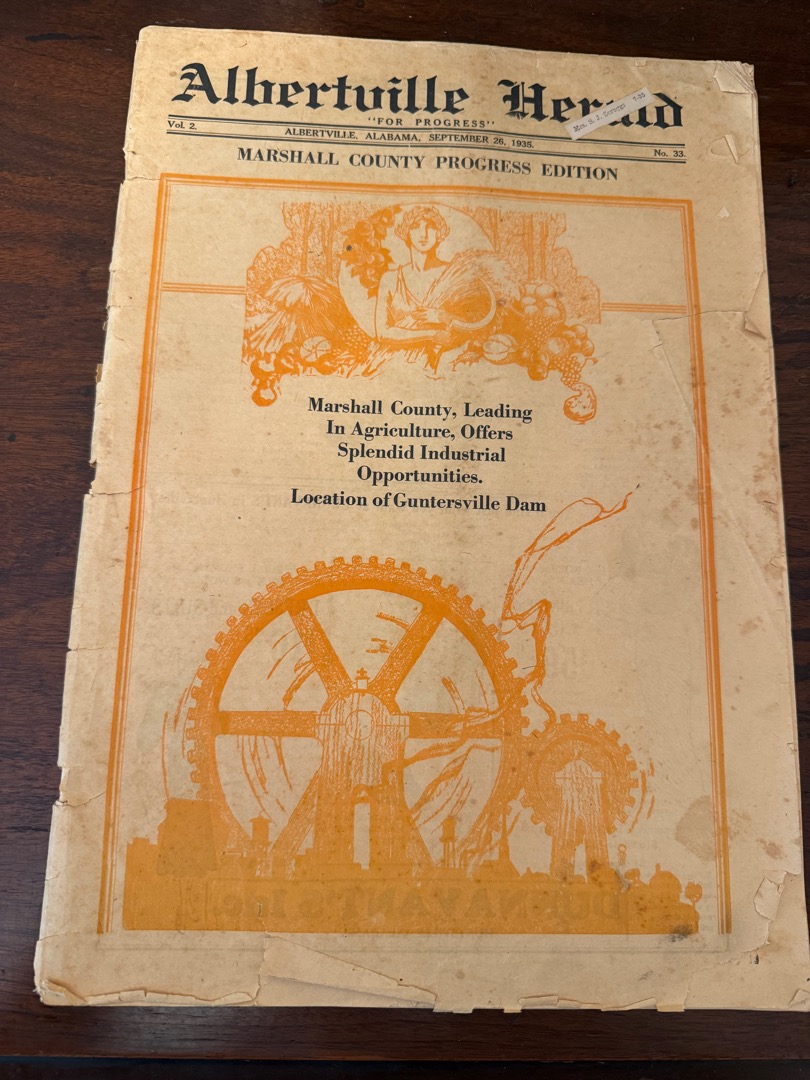 Albertville Herald
"FOR PROGRESS"
Vol. 2.
ALBERTVILLE, ALABAMA, SEPTEMBER 26, 1935.
No. 33.
MARSHALL COUNTY PROGRESS EDITION
Marshall County, Leading
In Agriculture, Offers
Splendid Industrial
Opportunities.
Location of Guntersville Dam